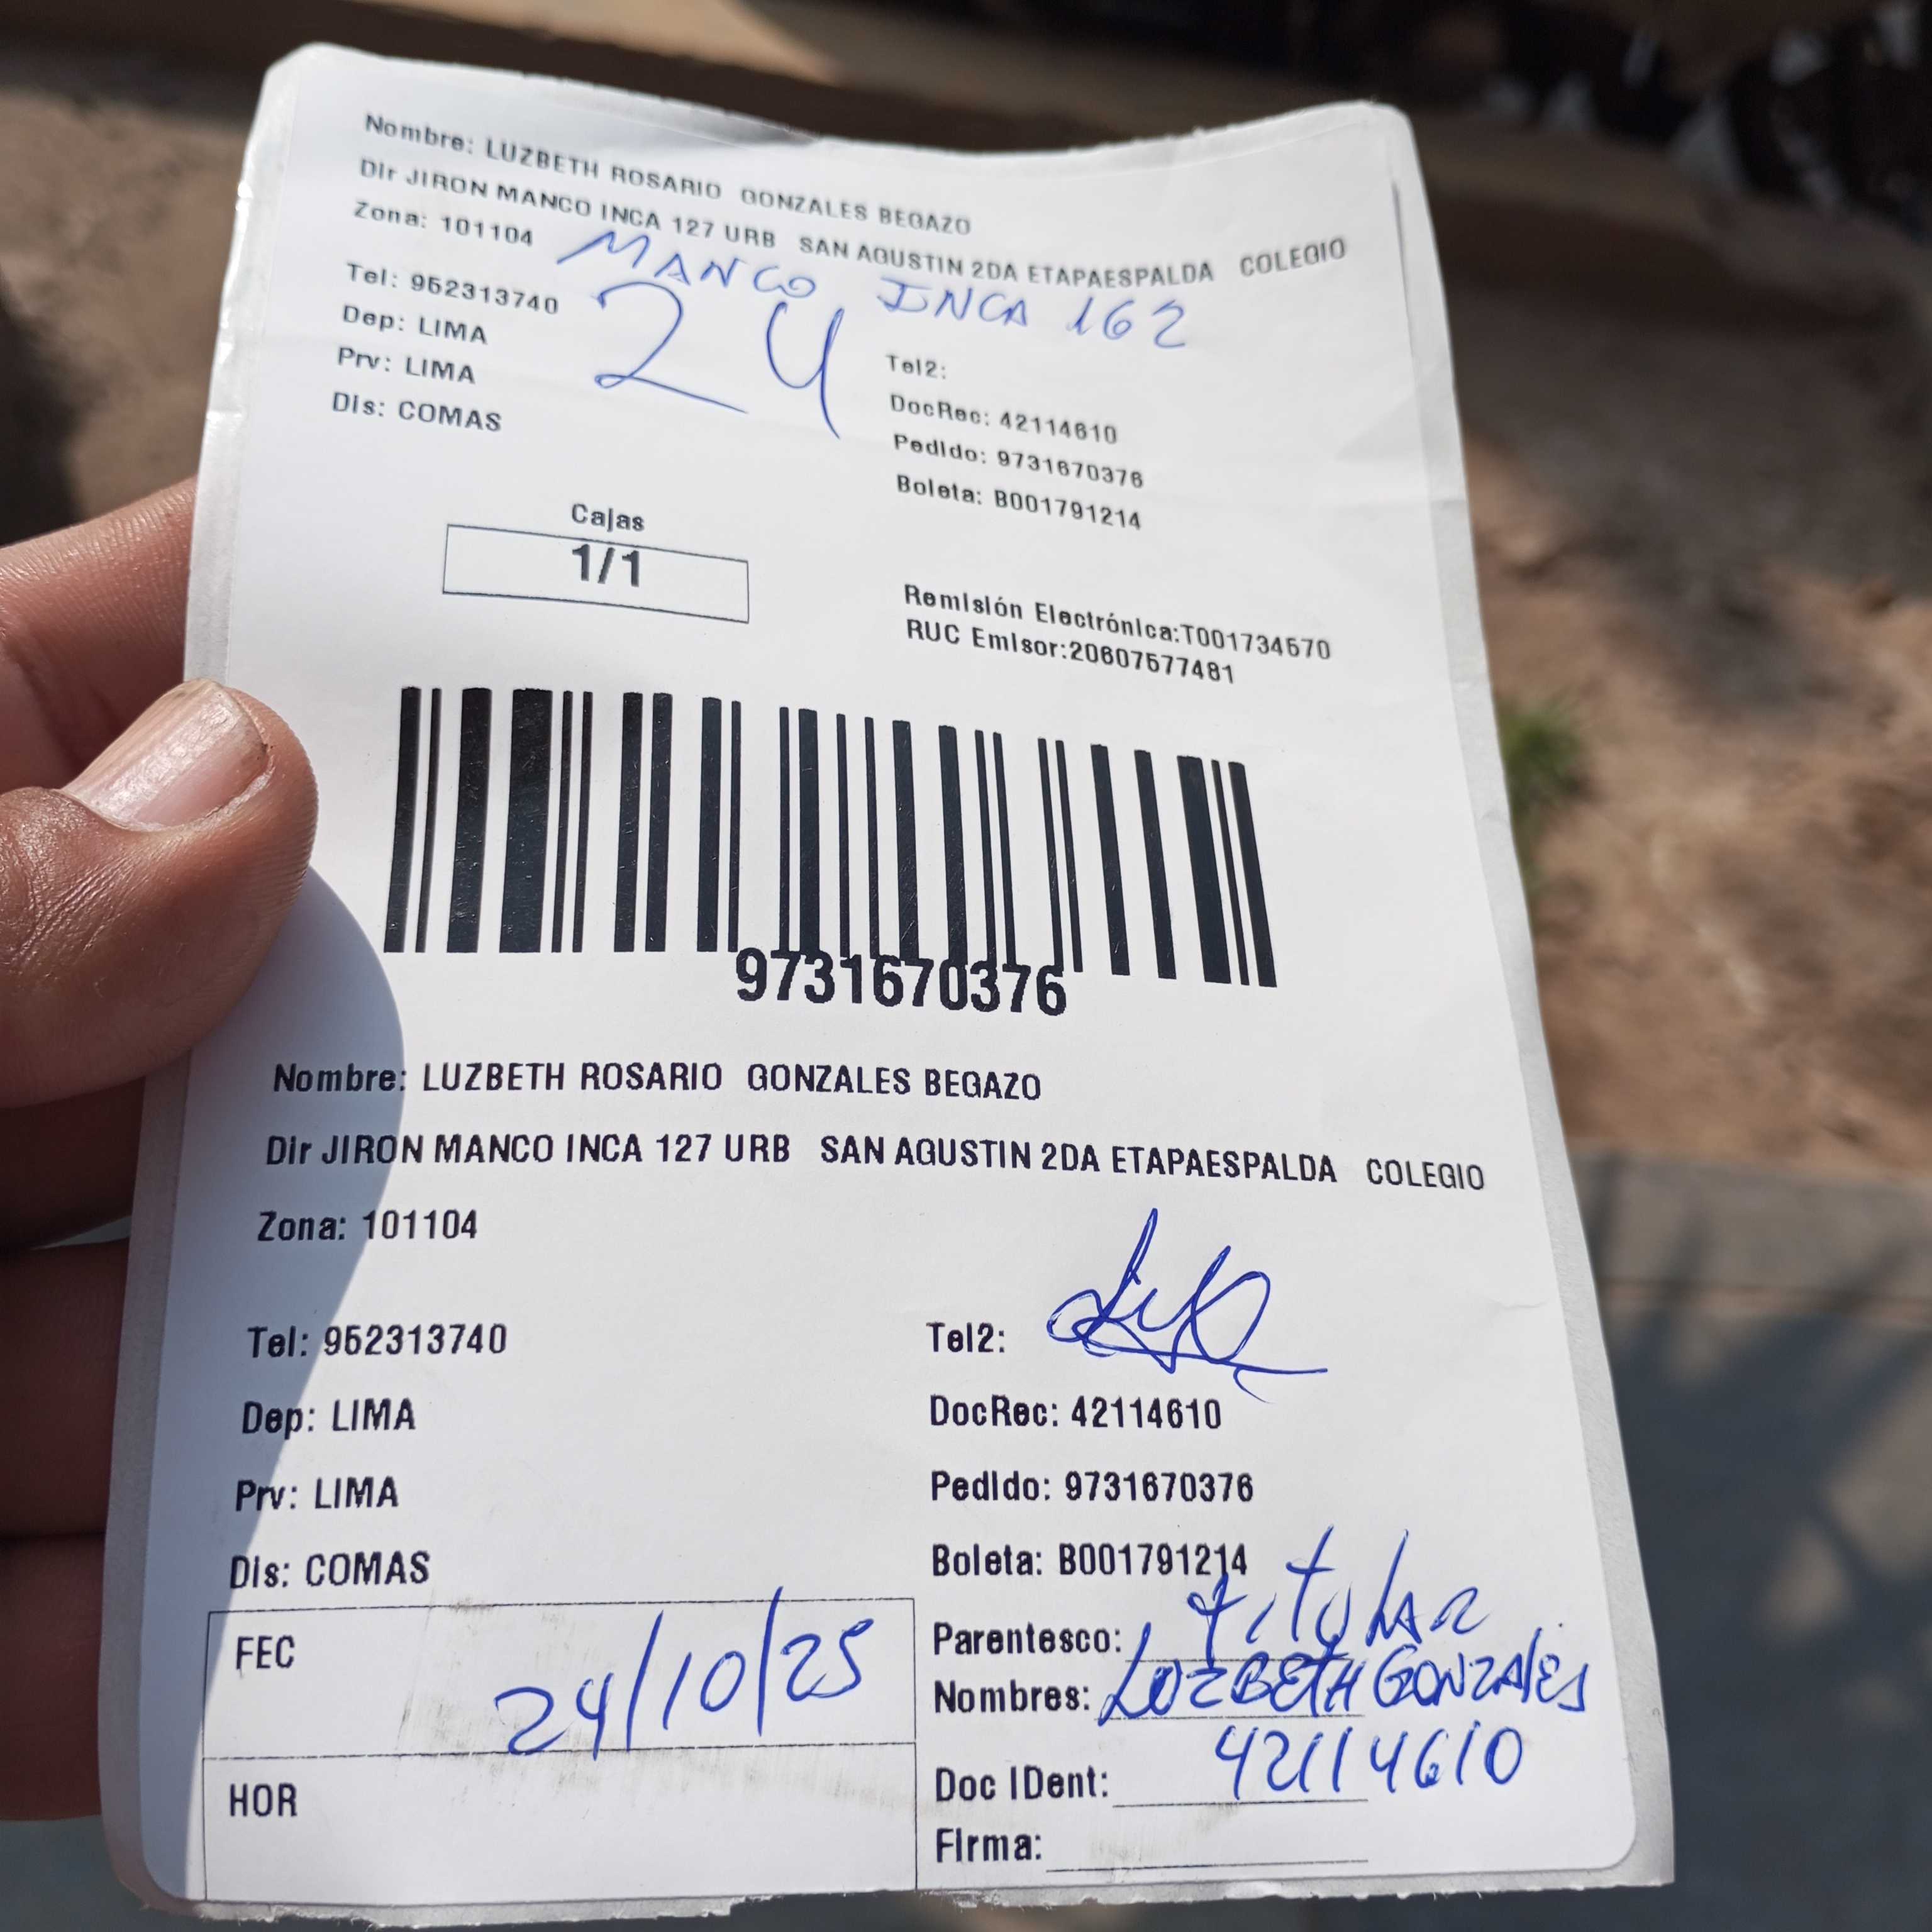 Nombre: LUZBETH ROSARIO GONZALES BEGAZO
Dir JIRON MANCO INCA 127 URB SAN AGUSTIN 2DA ETAPAESPALDA COLEGIO
Zona: 101104
MANCO INCA 162
24
Tel: 952313740
Dep: LIMA
Prv: LIMA
Dis: COMAS
Tel2:
DocRec: 42114610
Pedido: 9731670376
Boleta: B001791214
Cajas
1/1
Remisión Electrónica:T001734570
RUC Emisor:20607577481
9731670376
Nombre: LUZBETH ROSARIO GONZALES BEGAZO
Dir JIRON MANCO INCA 127 URB SAN AGUSTIN 2DA ETAPAESPALDA COLEGIO
Zona: 101104
Tel: 952313740
Dep: LIMA
Prv: LIMA
Dis: COMAS
Tel2:
DocRec: 42114610
Pedido: 9731670376
Boleta: B001791214
Parentesco: titular
Nombres: LUZBETH GONZALES
Doc IDent: 42114610
Firma:
FEC 24/10/25
HOR